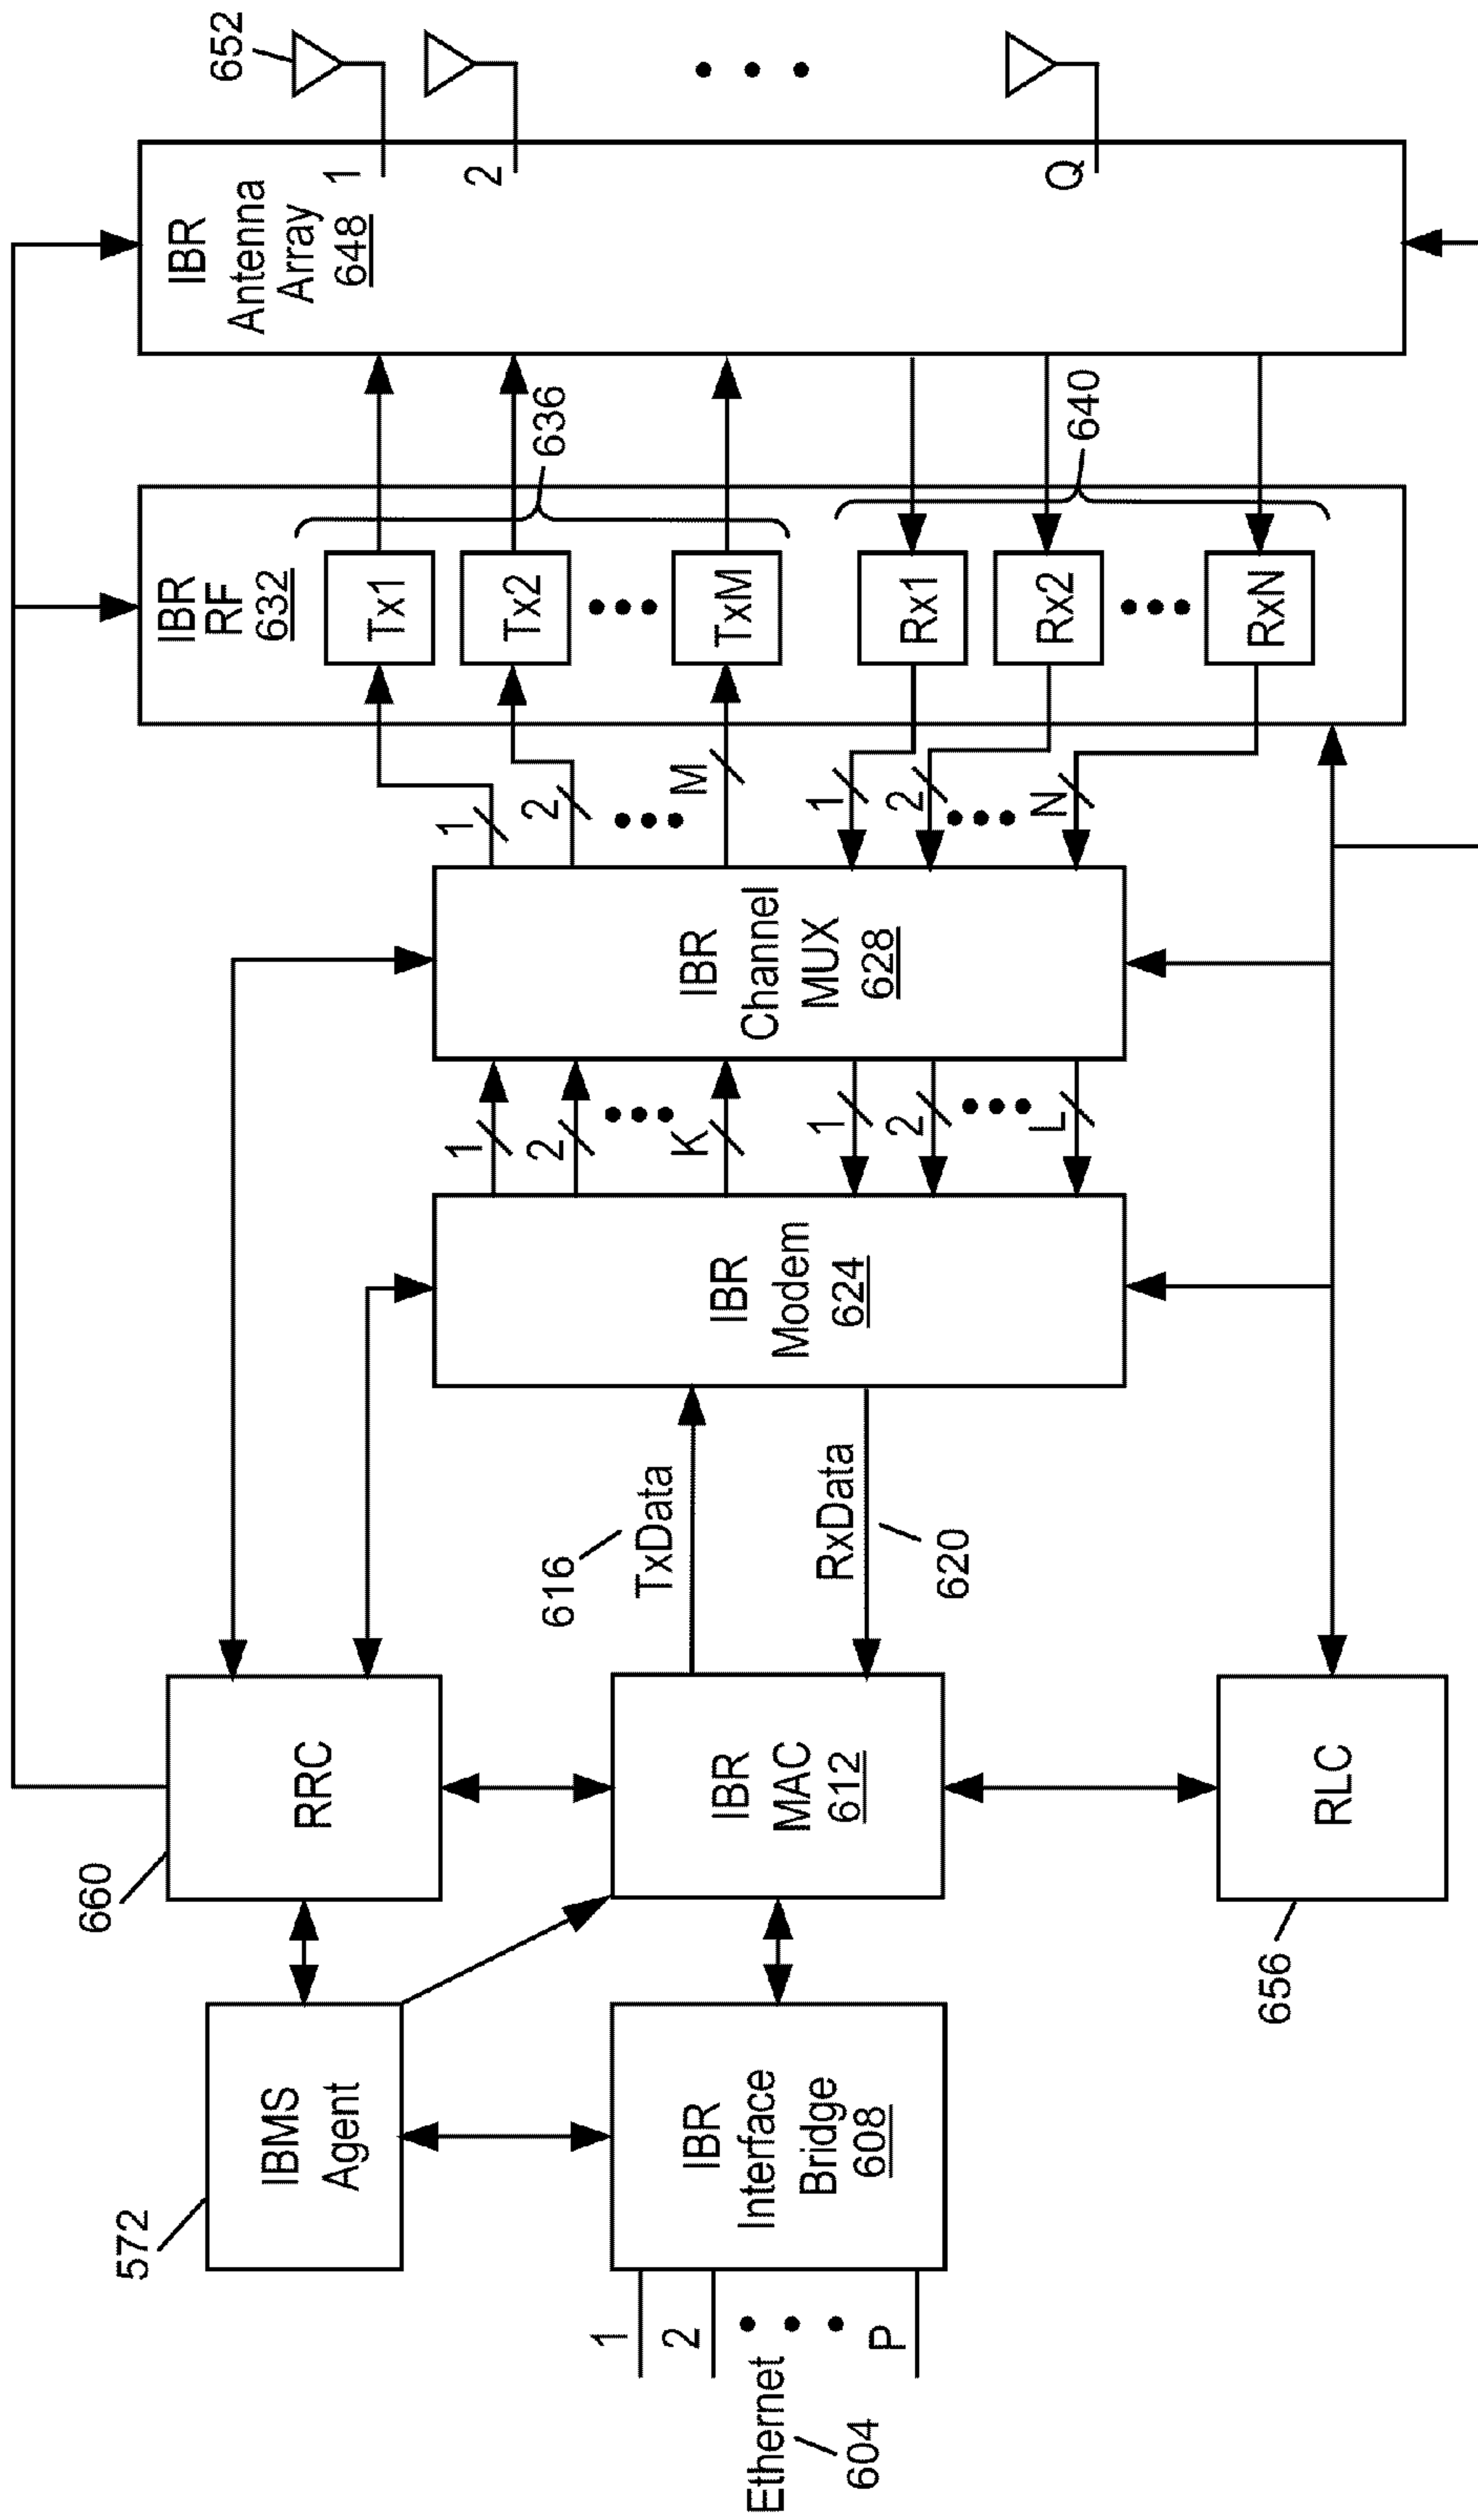 572
IBMS
Agent
660
RRC
Ethernet
604
1
2
P
IBR
Interface
Bridge
608
IBR
MAC
612
656
RLC
616
TxData
RxData
620
IBR
Modem
624
1
2
K
1
2
L
IBR
Channel
MUX
628
1
2
M
1
2
N
IBR
RF
632
Tx1
Tx2
TxM
Rx1
Rx2
RxN
636
640
IBR
Antenna
Array
648
1
2
Q
652